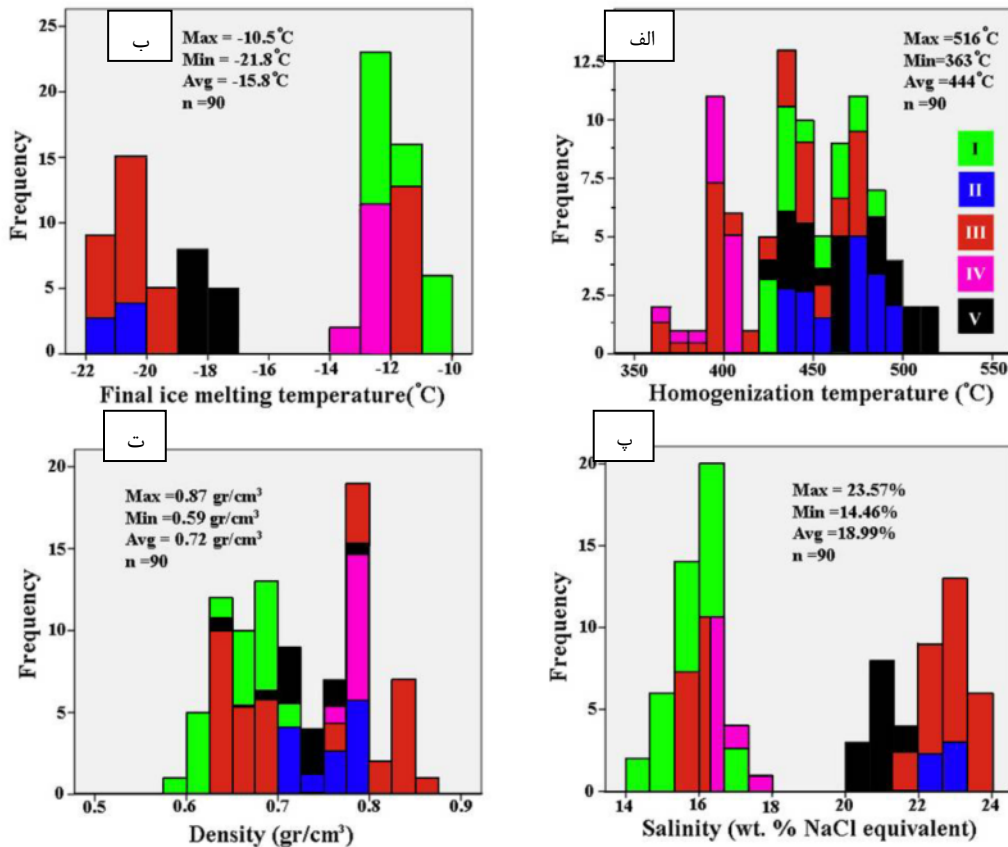 ب
Max = -10.5°C
Min = -21.8°C
Avg = -15.8°C
n =90
Frequency
25
20
15
10
5
0
-22 -20 -18 -16 -14 -12 -10
Final ice melting temperature(°C)
الف
Max =516°C
Min=363°C
Avg =444°C
n =90
I
II
III
IV
V
Frequency
12.5
10
7.5
5
2.5
0
350 400 450 500 550
Homogenization temperature (°C)
ت
Max =0.87 gr/cm³
Min =0.59 gr/cm³
Avg = 0.72 gr/cm³
n =90
Frequency
20
15
10
5
0
0.5 0.6 0.7 0.8 0.9
Density (gr/cm³)
پ
Max = 23.57%
Min =14.46%
Avg =18.99%
n =90
Frequency
20
15
10
5
0
14 16 18 20 22 24
Salinity (wt. % NaCl equivalent)